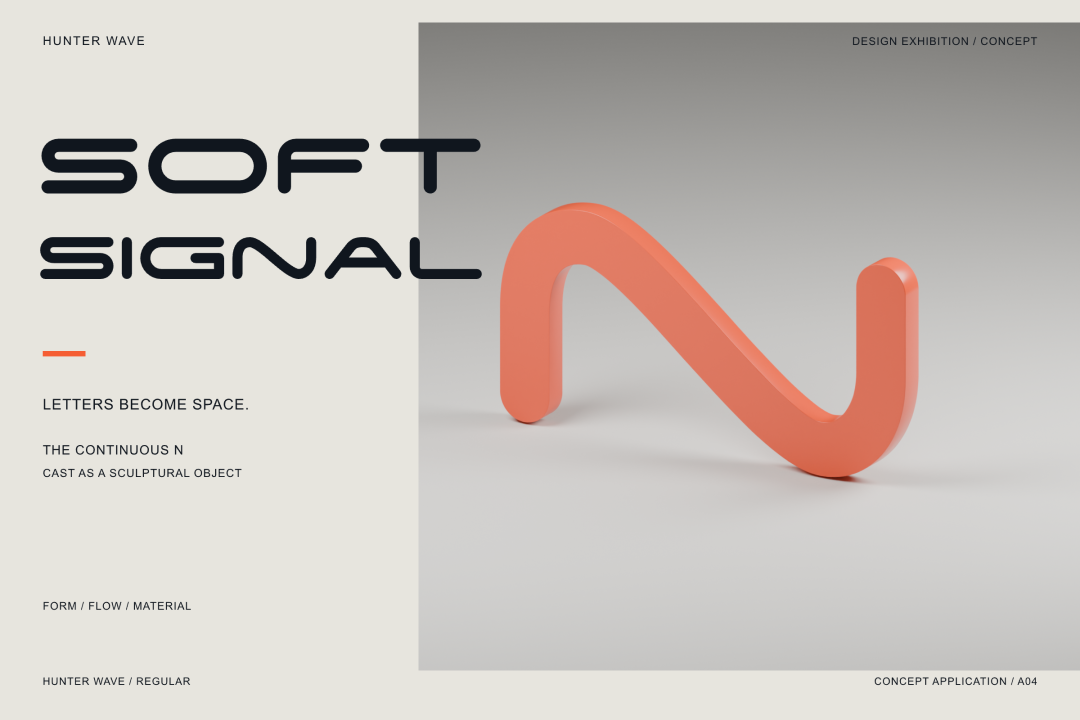 HUNTER WAVE
DESIGN EXHIBITION / CONCEPT
SOFT
SIGNAL
LETTERS BECOME SPACE.
THE CONTINUOUS N
CAST AS A SCULPTURAL OBJECT
FORM / FLOW / MATERIAL
HUNTER WAVE / REGULAR
CONCEPT APPLICATION / A04